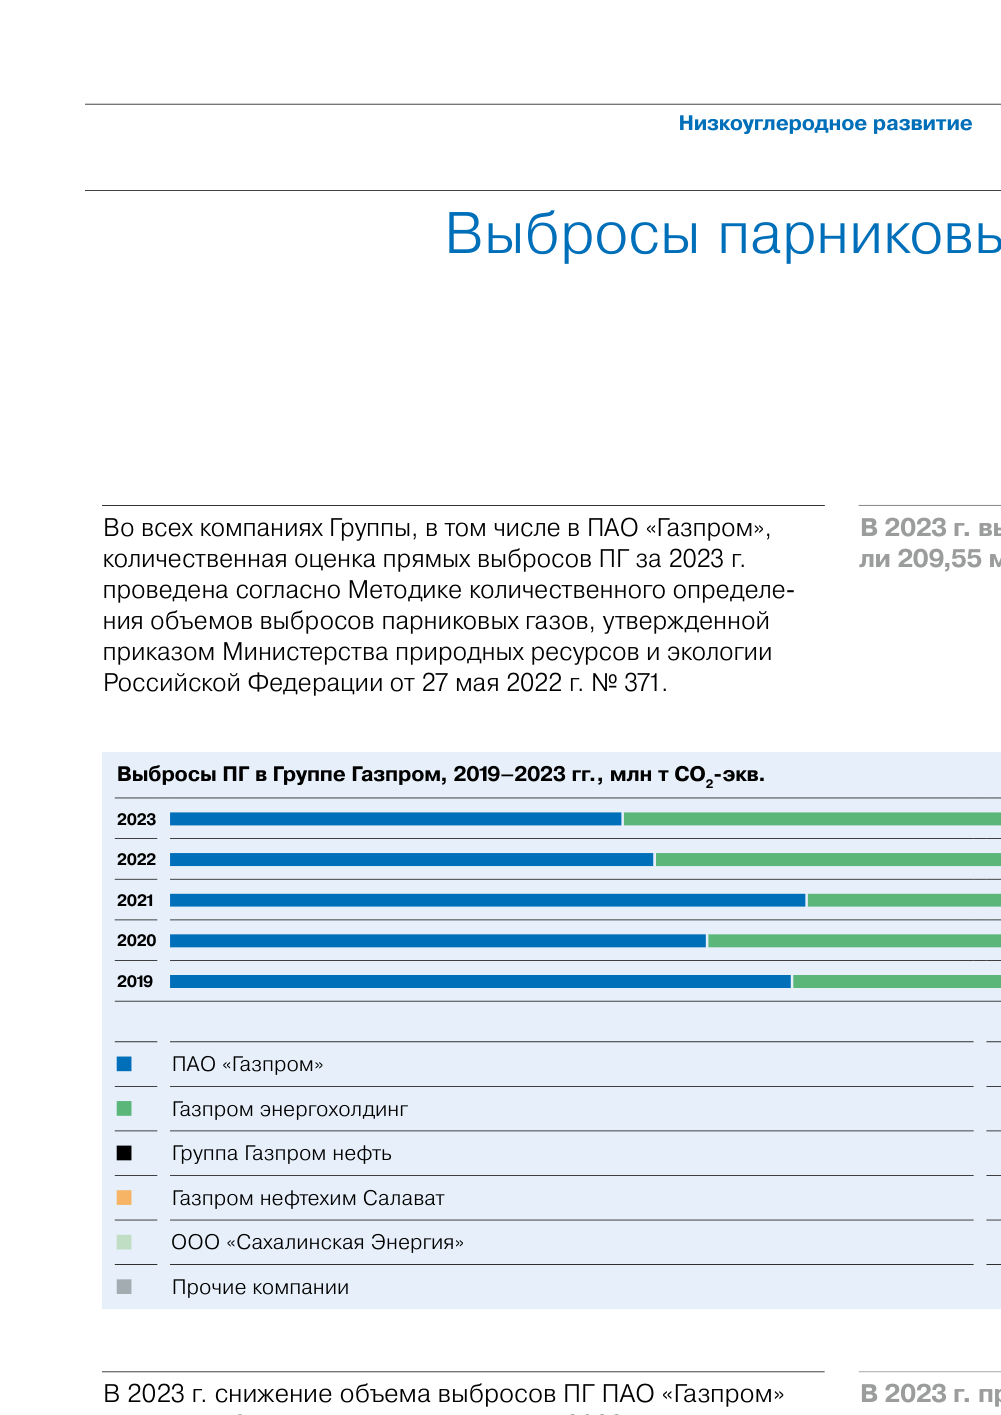 Низкоуглеродное развитие
Выбросы
Во всех компаниях Группы, в том числе в ПАО «Газпром»,
количественная оценка прямых выбросов ПГ за 2023 г.
проведена согласно Методике количественного определе-
ния объемов выбросов парниковых газов, утвержденной
приказом Министерства природных ресурсов и экологии
Российской Федерации от 27 мая 2022 г. № 371.
В 2023 г.
ли 209,55
Выбросы ПГ в Группе Газпром, 2019–2023 гг., млн т CO₂-экв.
2023
2022
2021
2020
2019
ПАО «Газпром»
Газпром энергохолдинг
Группа Газпром нефть
Газпром нефтехим Салават
ООО «Сахалинская Энергия»
Прочие компании
В 2023 г. снижение объема выбросов ПГ ПАО «Газпром»
В 2023 г.